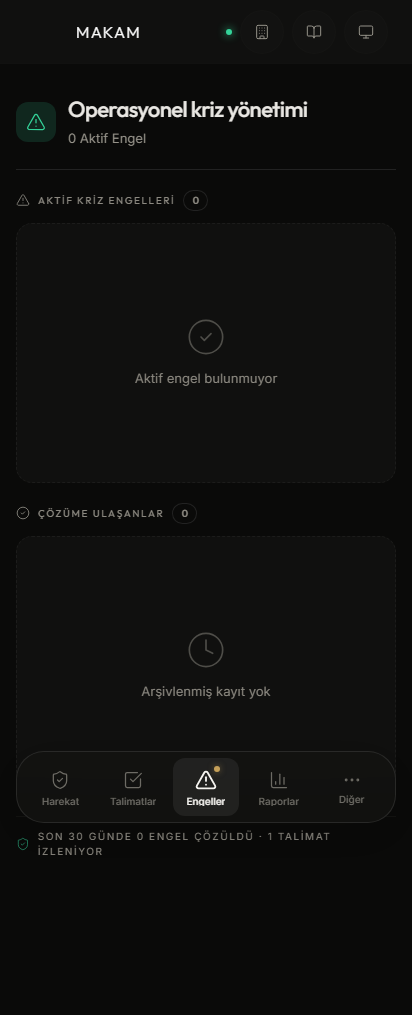 MAKAM
Operasyonel kriz yönetimi
0 Aktif Engel
AKTİF KRİZ ENGELLERİ 0
Aktif engel bulunmuyor
ÇÖZÜME ULAŞANLAR 0
Arşivlenmiş kayıt yok
Harekat Talimatlar Engeller Raporlar Diğer
SON 30 GÜNDE 0 ENGEL ÇÖZÜLDÜ · 1 TALİMAT
İZLENİYOR